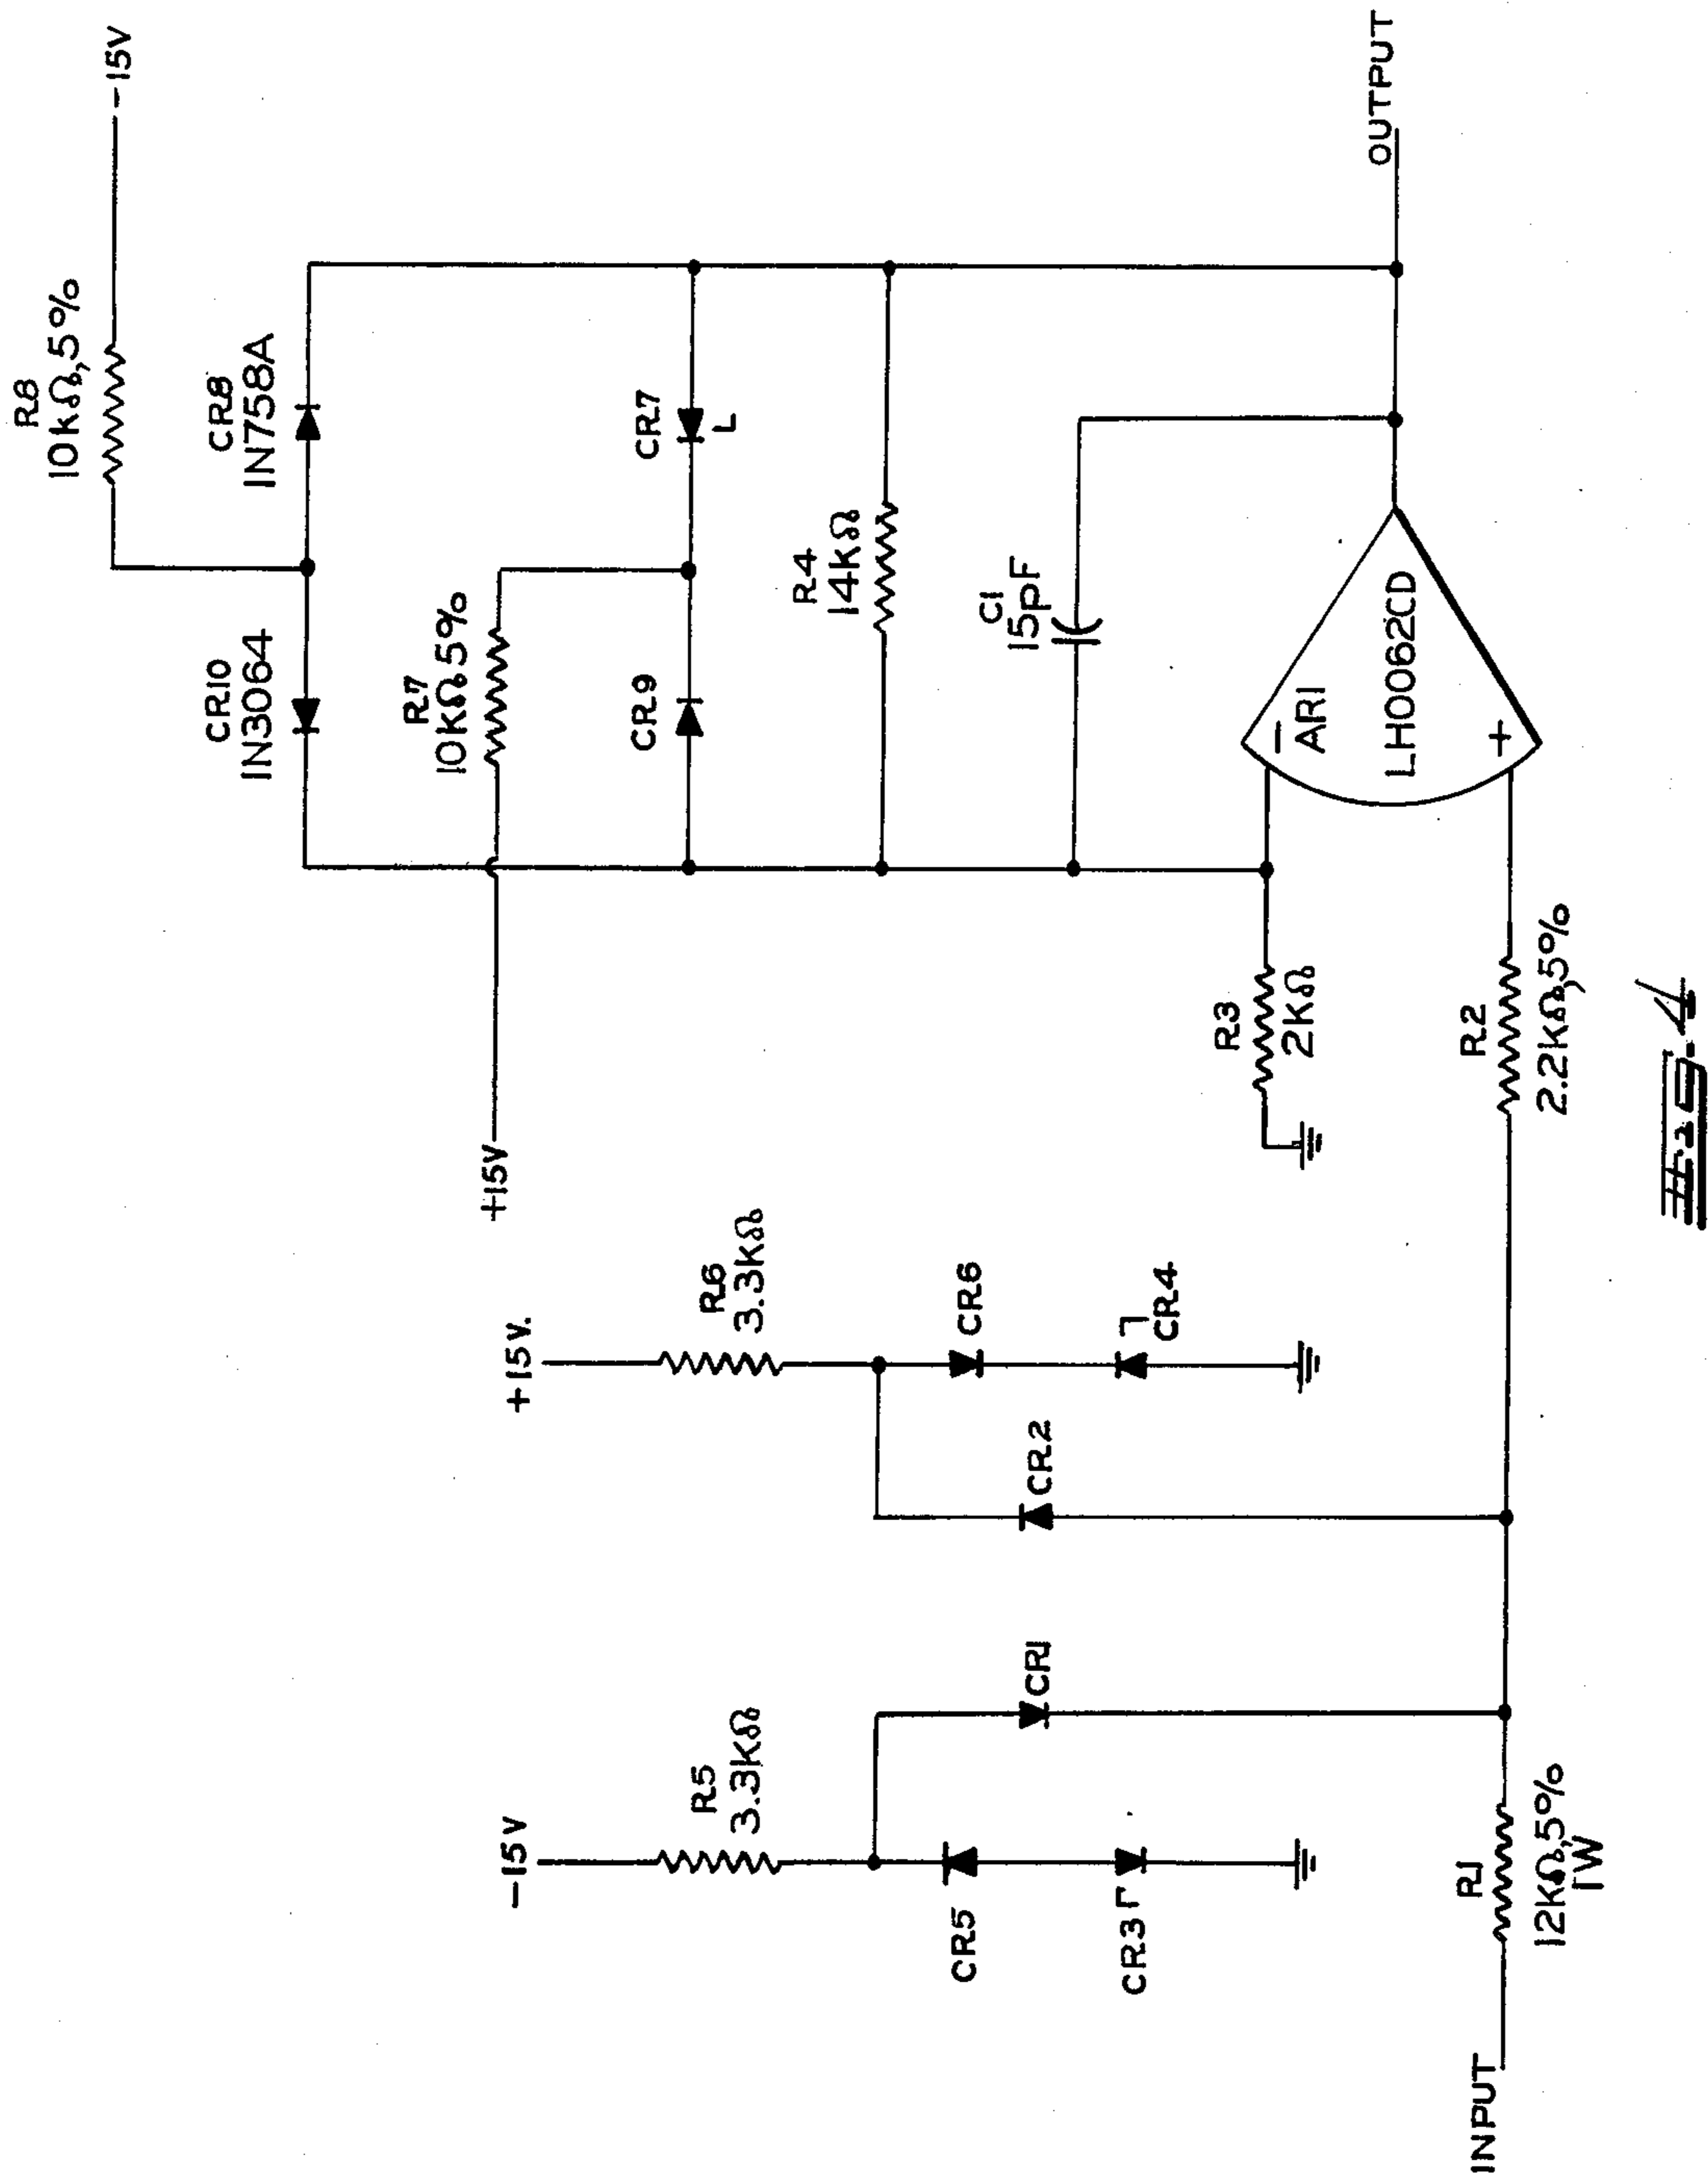 R8
10kΩ,5%
-15V
CR10
1N3064
CR8
1N758A
R7
10KΩ5%
+15V
CR9
CR7
R4
14KΩ
C1
15pF
-15V
R5
3.3KΩ
CR5
CR3
CR1
+15V.
R6
3.3KΩ
CR6
CR4
CR2
R3
2KΩ
−
AR1
LH0062CD
+
OUTPUT
INPUT
R1
12KΩ,5%
1W
R2
2.2KΩ,5%